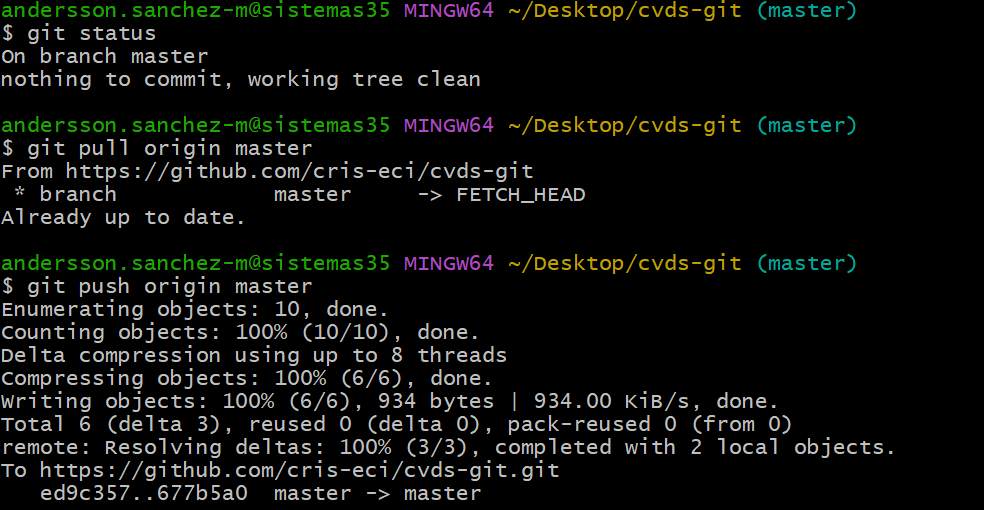 andersson.sanchez-m@sistemas35 MINGW64 ~/Desktop/cvds-git (master)
$ git status
On branch master
nothing to commit, working tree clean
andersson.sanchez-m@sistemas35 MINGW64 ~/Desktop/cvds-git (master)
$ git pull origin master
From https://github.com/cris-eci/cvds-git
 * branch            master     -> FETCH_HEAD
Already up to date.
andersson.sanchez-m@sistemas35 MINGW64 ~/Desktop/cvds-git (master)
$ git push origin master
Enumerating objects: 10, done.
Counting objects: 100% (10/10), done.
Delta compression using up to 8 threads
Compressing objects: 100% (6/6), done.
Writing objects: 100% (6/6), 934 bytes | 934.00 KiB/s, done.
Total 6 (delta 3), reused 0 (delta 0), pack-reused 0 (from 0)
remote: Resolving deltas: 100% (3/3), completed with 2 local objects.
To https://github.com/cris-eci/cvds-git.git
   ed9c357..677b5a0  master -> master